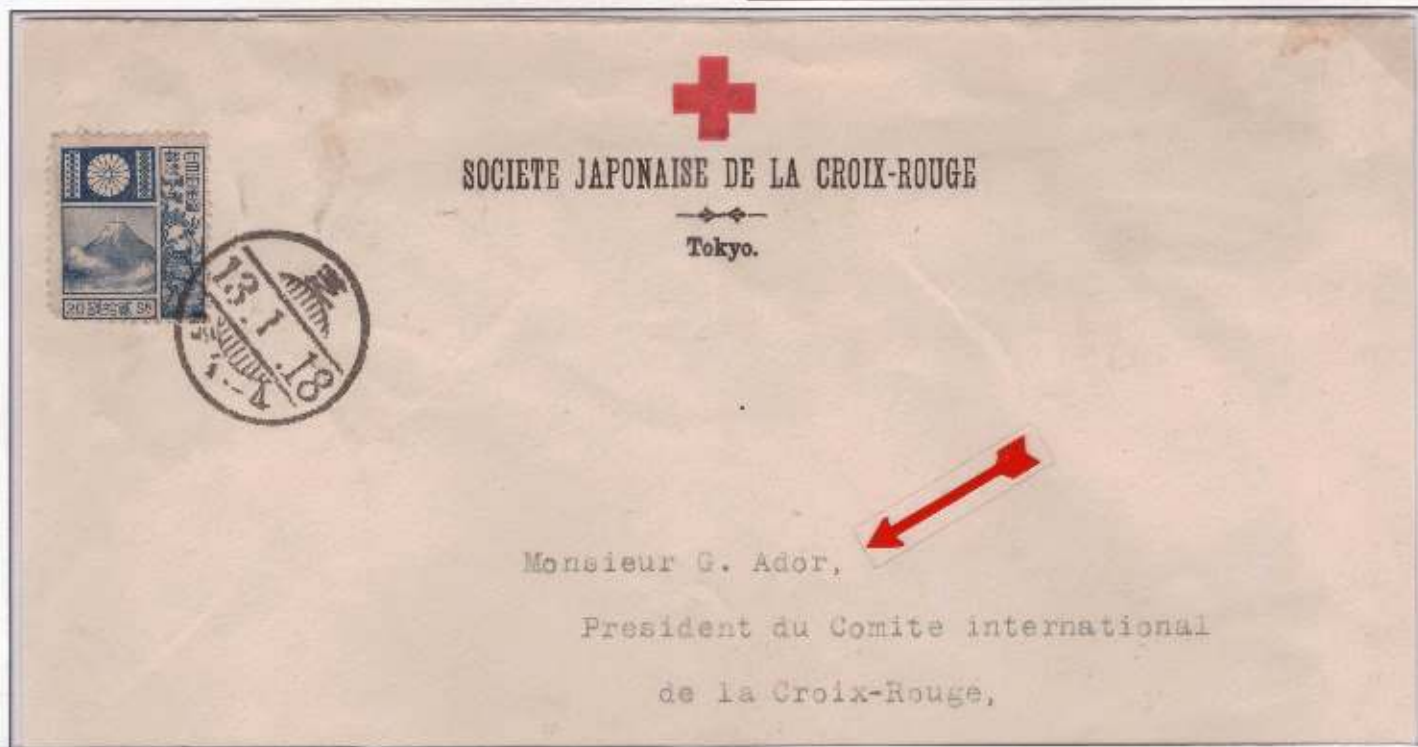 SOCIETE JAPONAISE DE LA CROIX-ROUGE
Tokyo.
20
13.1.18
Monsieur G. Ador,
President du Comite international
de la Croix-Rouge,